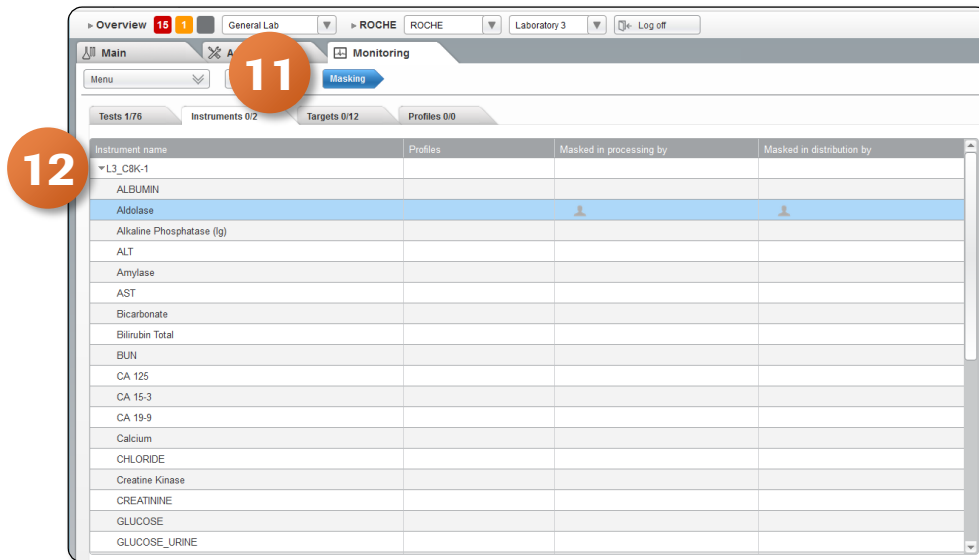 Overview 15 1 General Lab ROCHE ROCHE Laboratory 3 Log off
Main Monitoring
11
Menu Masking
Tests 1/76 Instruments 0/2 Targets 0/12 Profiles 0/0
12
Instrument name Profiles Masked in processing by Masked in distribution by
L3_C8K-1
ALBUMIN
Aldolase
Alkaline Phosphatase (lg)
ALT
Amylase
AST
Bicarbonate
Bilirubin Total
BUN
CA 125
CA 15-3
CA 19-9
Calcium
CHLORIDE
Creatine Kinase
CREATININE
GLUCOSE
GLUCOSE_URINE